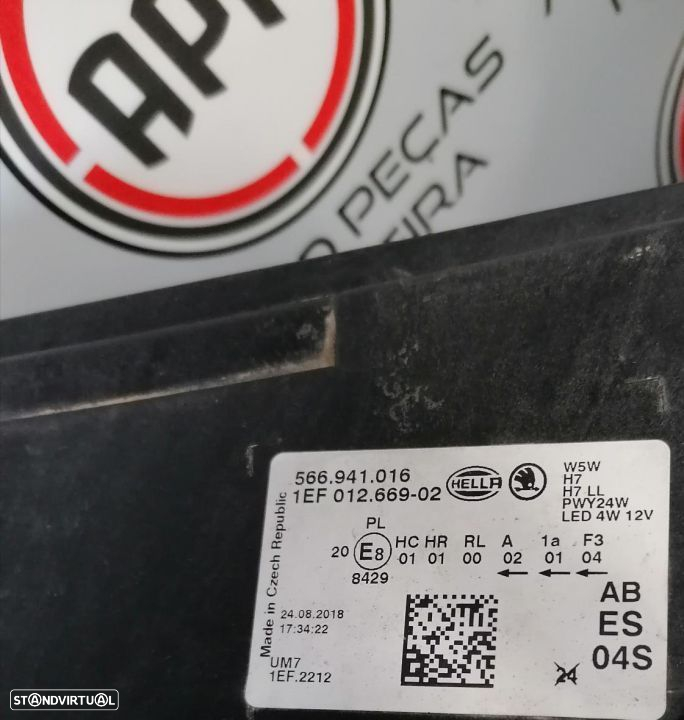 AP
O PEÇAS
EIRA
566.941.016
1EF 012.669-02
HELLA
W5W
H7
H7 LL
PWY24W
LED 4W 12V
Made in Czech Republic
PL
20 E8 HC HR RL A 1a F3
01 01 00 02 01 04
8429
24.08.2018
17:34:22
AB
ES
04S
24
UM7
1EF.2212
STANDVIRTUAL